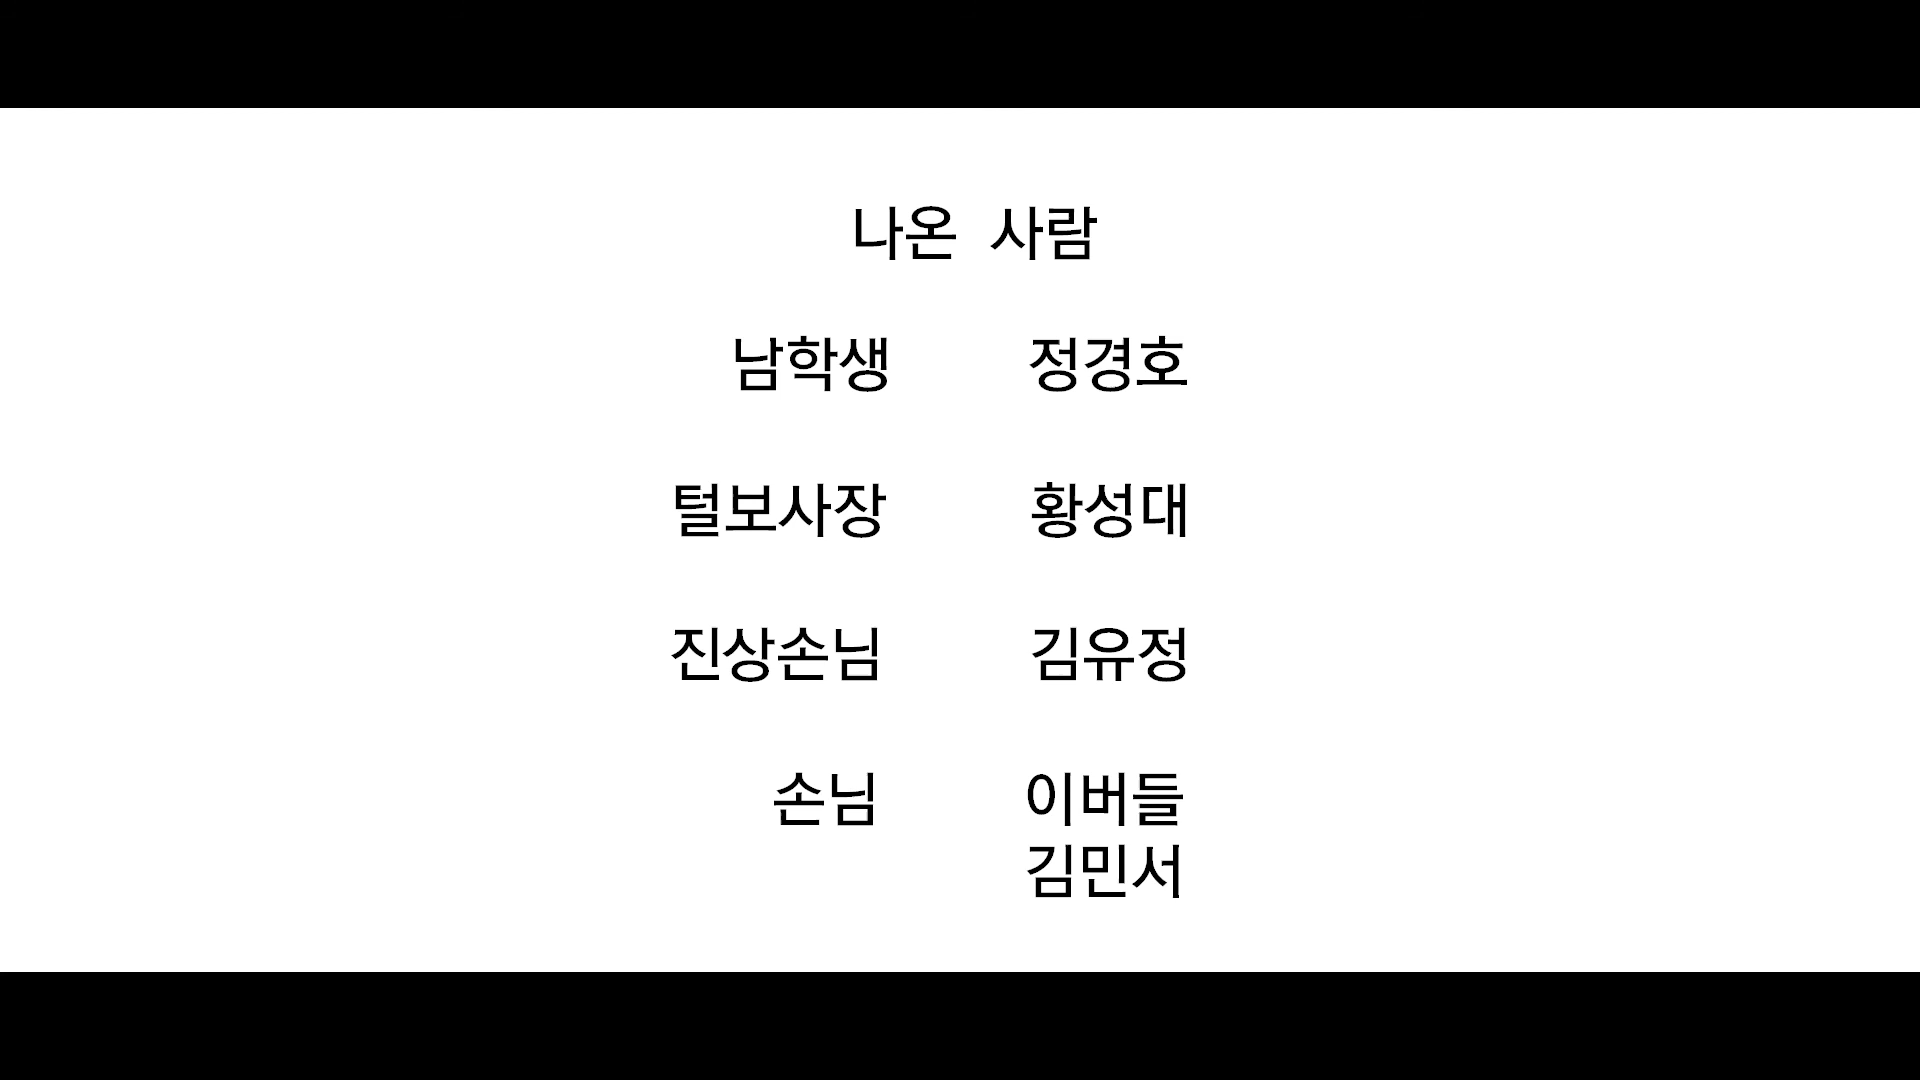 나온 사람
남학생 정경호
털보사장 황성대
진상손님 김유정
손님 이버들
김민서